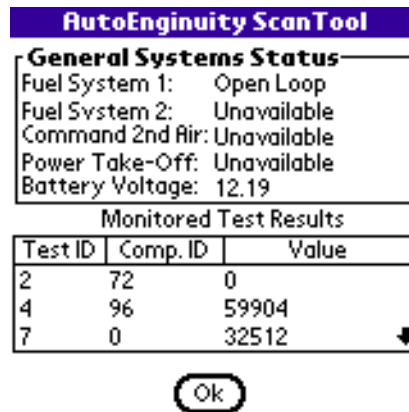 AutoEnginuity ScanTool
General Systems Status
Fuel System 1: Open Loop
Fuel System 2: Unavailable
Command 2nd Air: Unavailable
Power Take-Off: Unavailable
Battery Voltage: 12.19
Monitored Test Results
Test ID Comp. ID Value
2 72 0
4 96 59904
7 0 32512
Ok